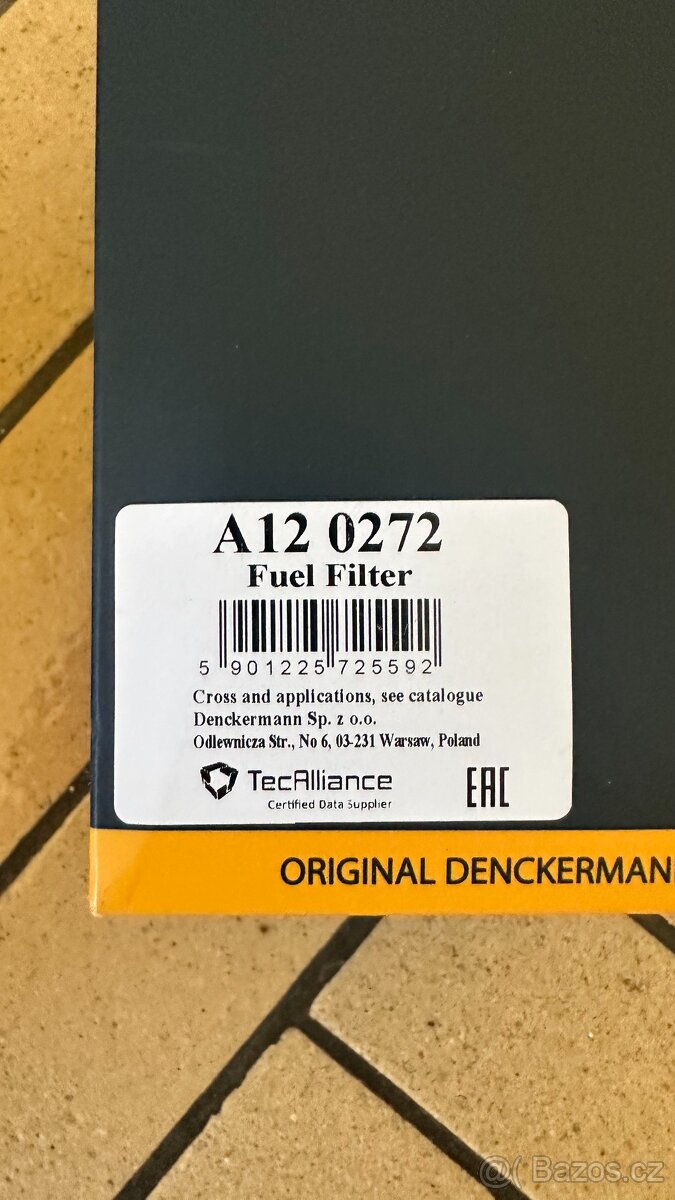 A12 0272
Fuel Filter
5 901225 725592
Cross and applications, see catalogue
Denckermann Sp. z o.o.
Odlewnicza Str., No 6, 03-231 Warsaw, Poland
TecAlliance
Certified Data Supplier
EAC
ORIGINAL DENCKERMAN
@( Bazos.cz